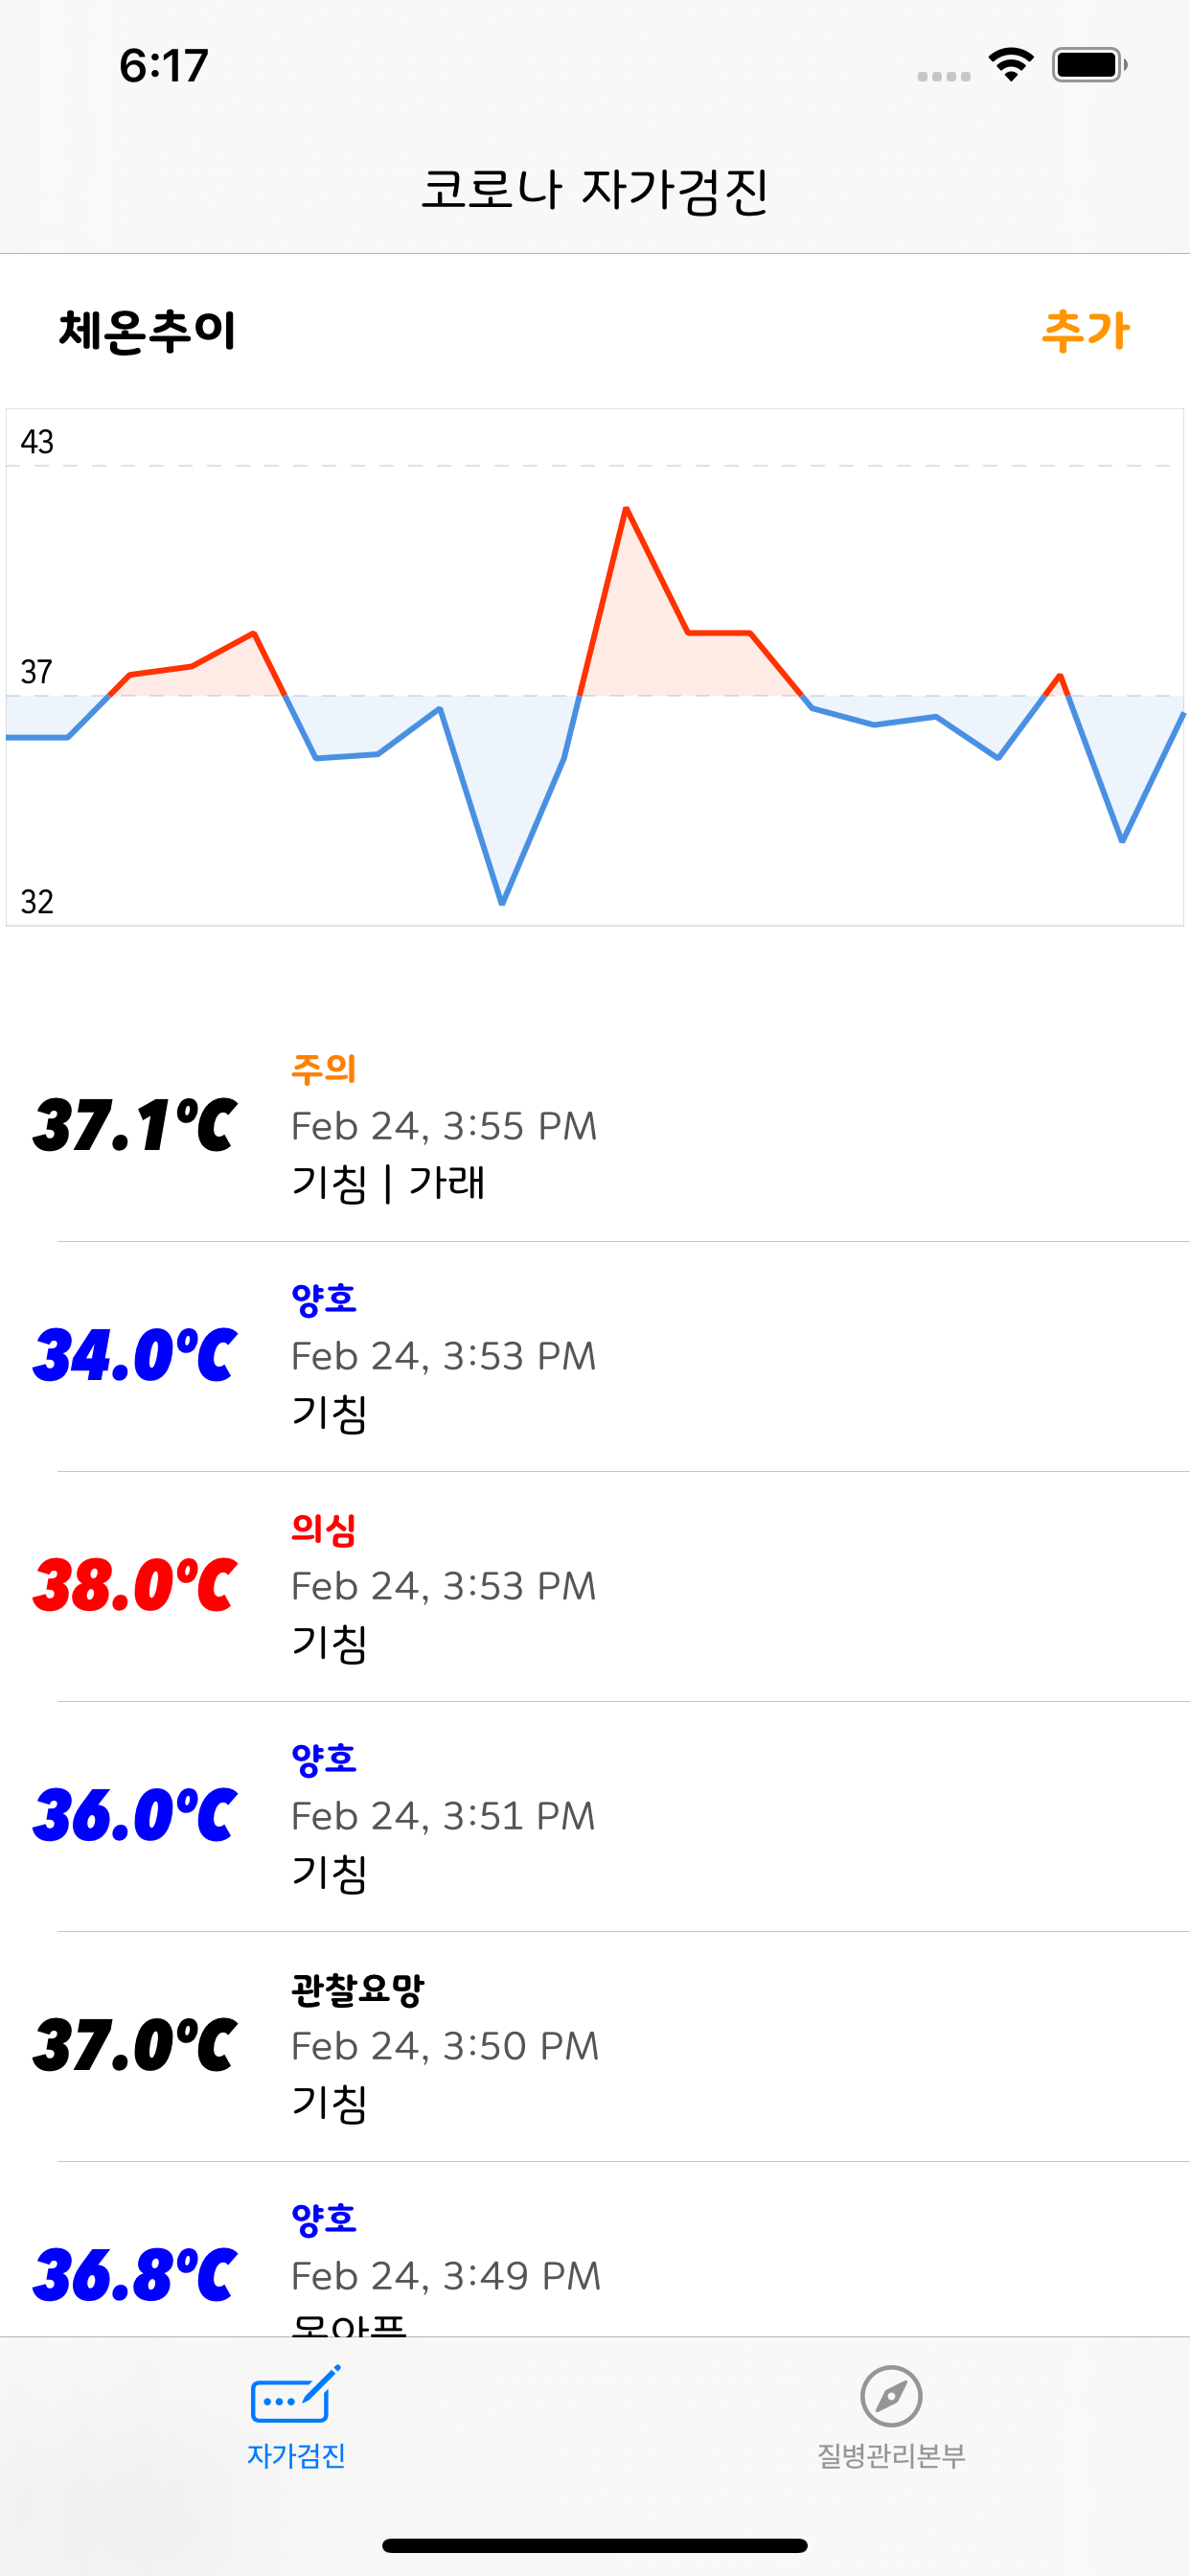 6:17
코로나 자가검진
체온추이
추가
43
37
32
주의
37.1°C
Feb 24, 3:55 PM
기침 | 가래
양호
34.0°C
Feb 24, 3:53 PM
기침
의심
38.0°C
Feb 24, 3:53 PM
기침
양호
36.0°C
Feb 24, 3:51 PM
기침
관찰요망
37.0°C
Feb 24, 3:50 PM
기침
양호
36.8°C
Feb 24, 3:49 PM
자가검진
질병관리본부